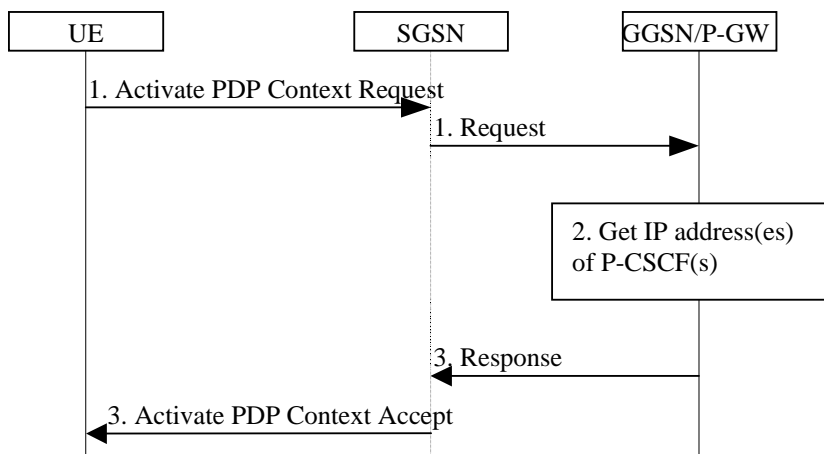 UE
SGSN
GGSN/P-GW
1. Activate PDP Context Request
1. Request
2. Get IP address(es)
of P-CSCF(s)
3. Response
3. Activate PDP Context Accept